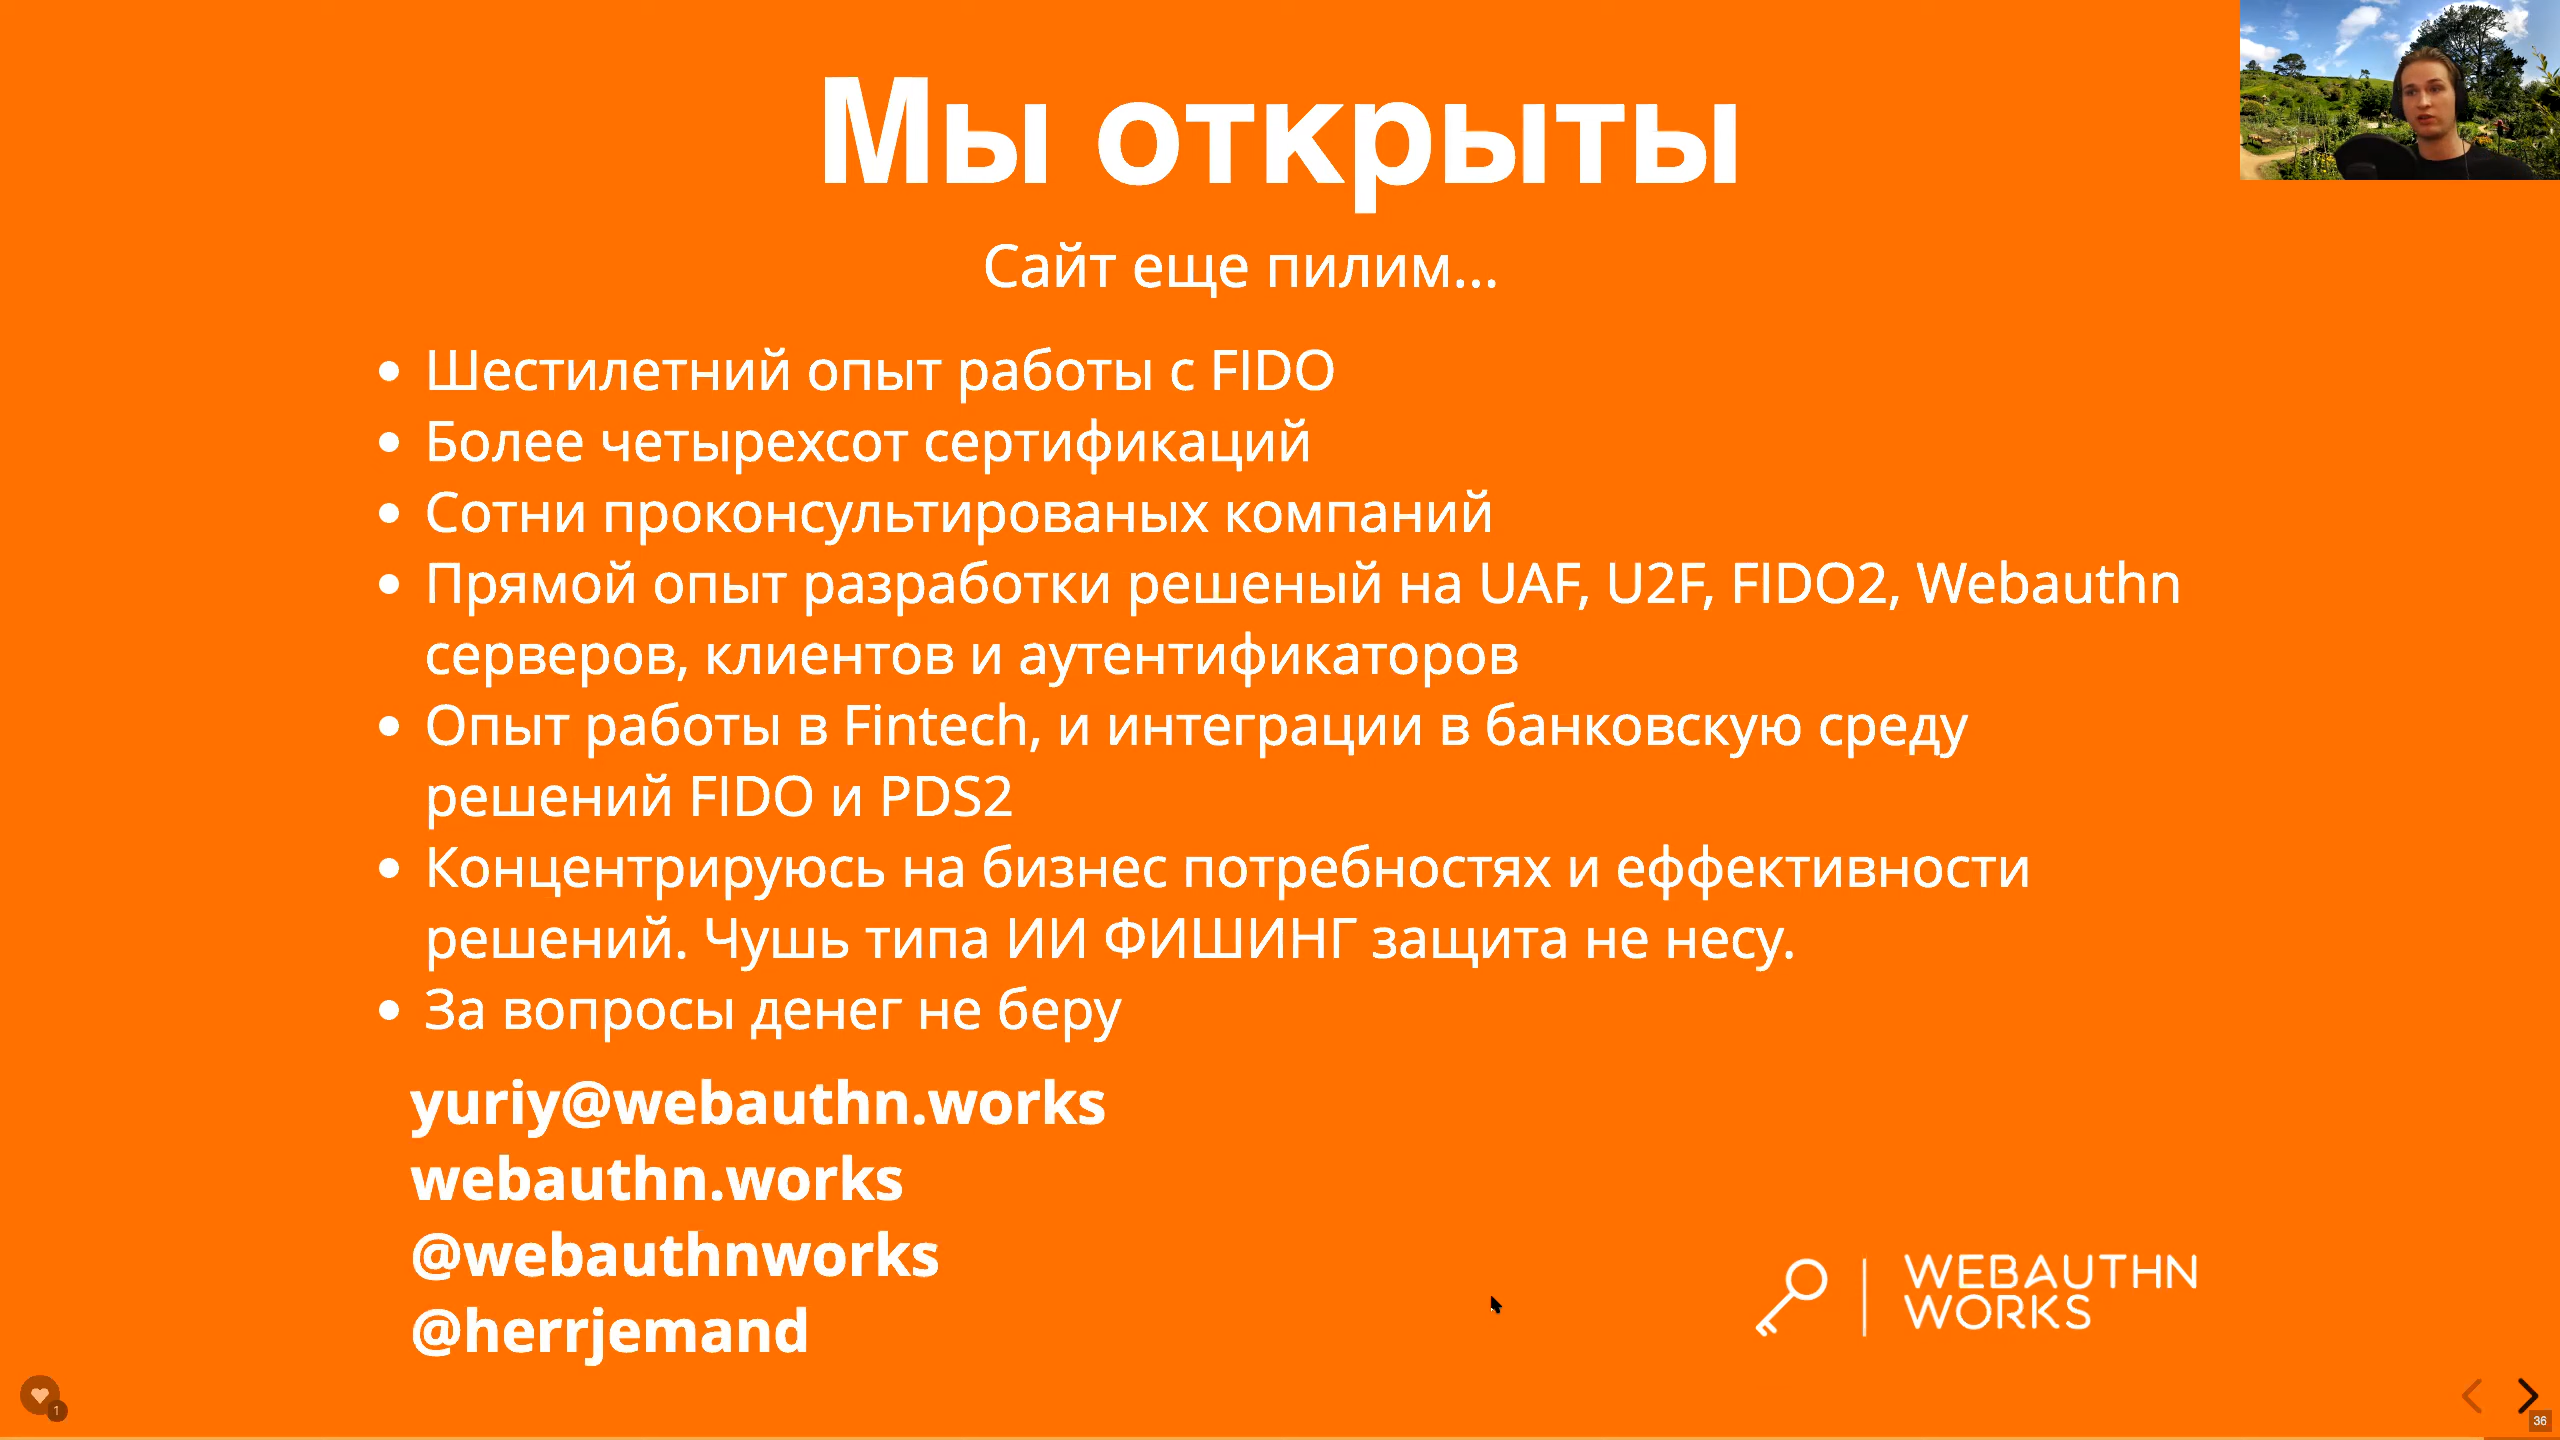 Мы открыты
Сайт еще пилим...
Шестилетний опыт работы с FIDO
Более четырехсот сертификаций
Сотни проконсультированых компаний
Прямой опыт разработки решеный на UAF, U2F, FIDO2, Webauthn
серверов, клиентов и аутентификаторов
Опыт работы в Fintech, и интеграции в банковскую среду
решений FIDO и PDS2
Концентрируюсь на бизнес потребностях и еффективности
решений. Чушь типа ИИ ФИШИНГ защита не несу.
За вопросы денег не беру
yuriy@webauthn.works
webauthn.works
@webauthnworks
@herrjemand
WEBAUTHN
WORKS
1
36